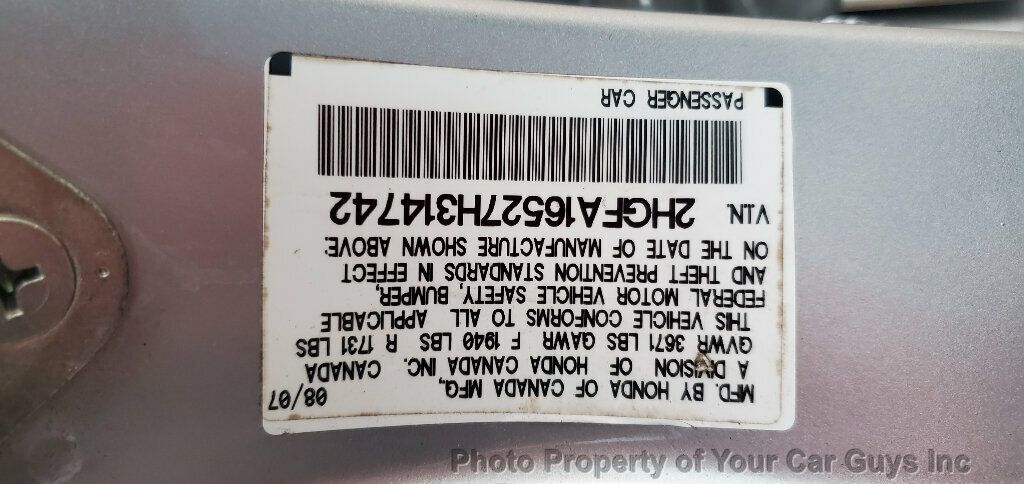 MFD. BY HONDA OF CANADA MFG., 08/07
A DIVISION OF HONDA CANADA INC. CANADA
GVWR 3671 LBS GAWR F 1940 LBS R 1731 LBS
THIS VEHICLE CONFORMS TO ALL APPLICABLE
FEDERAL MOTOR VEHICLE SAFETY, BUMPER,
AND THEFT PREVENTION STANDARDS IN EFFECT
ON THE DATE OF MANUFACTURE SHOWN ABOVE.
V.I.N. 2HGFA16527H314742
PASSENGER CAR
Photo Property of Your Car Guys Inc